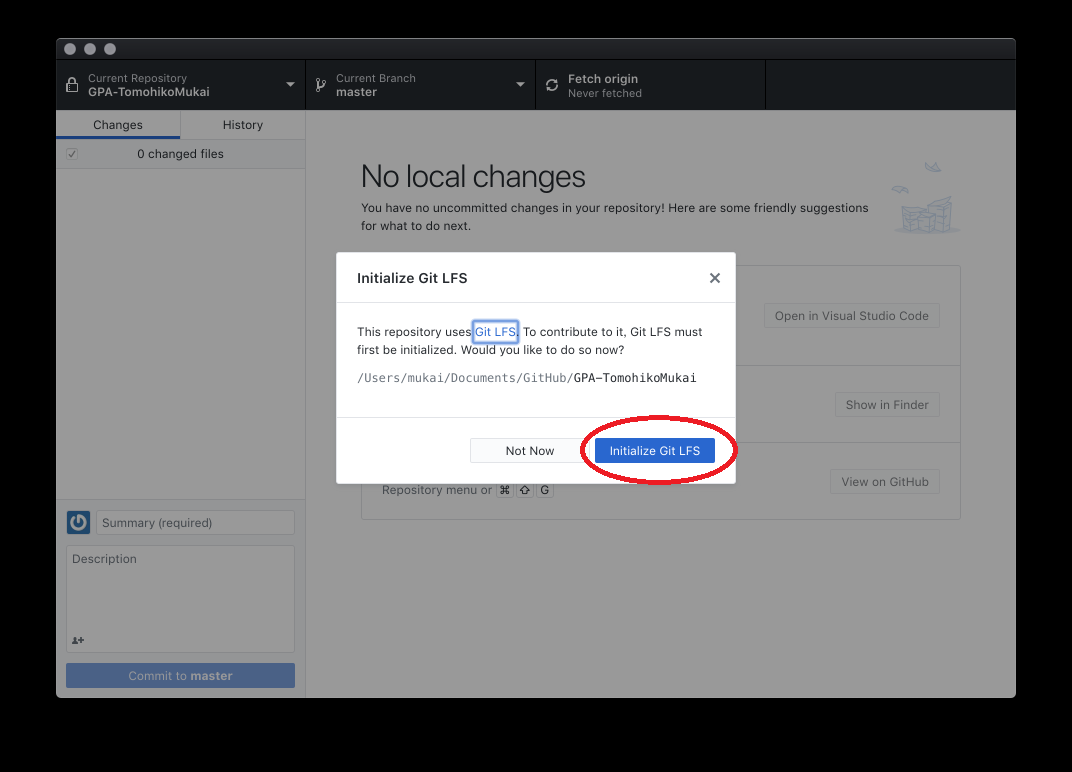 Current Repository
GPA-TomohikoMukai
Current Branch
master
Fetch origin
Never fetched
Changes
History
0 changed files
No local changes
You have no uncommitted changes in your repository! Here are some friendly suggestions
for what to do next.
Initialize Git LFS
This repository uses Git LFS. To contribute to it, Git LFS must
first be initialized. Would you like to do so now?
/Users/mukai/Documents/GitHub/GPA-TomohikoMukai
Not Now
Initialize Git LFS
Open in Visual Studio Code
Show in Finder
View on GitHub
Repository menu or ⌘ ⇧ G
Summary (required)
Description
Commit to master